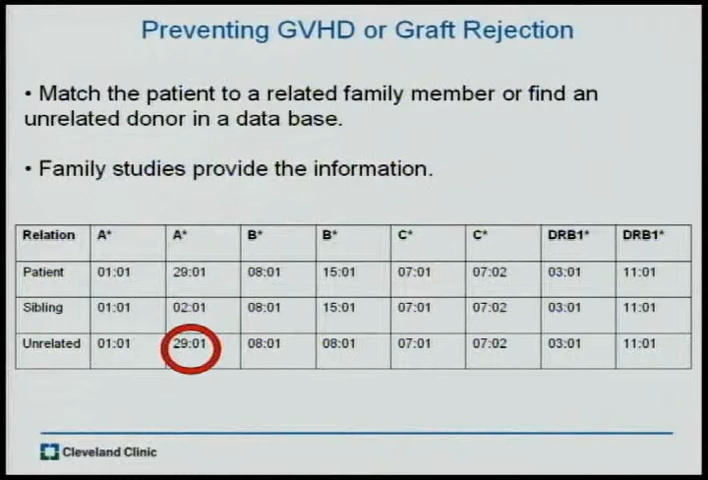 Preventing GVHD or Graft Rejection
• Match the patient to a related family member or find an
unrelated donor in a data base.
• Family studies provide the information.
Relation A* A* B* B* C* C* DRB1* DRB1*
Patient 01:01 29:01 08:01 15:01 07:01 07:02 03:01 11:01
Sibling 01:01 02:01 08:01 15:01 07:01 07:02 03:01 11:01
Unrelated 01:01 29:01 08:01 08:01 07:01 07:02 03:01 11:01
Cleveland Clinic